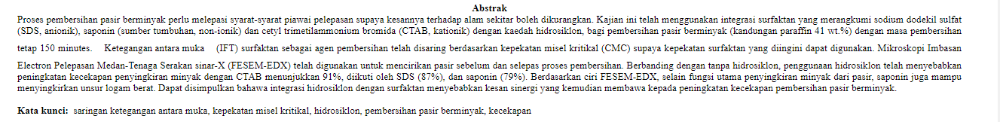 Abstrak
Proses pembersihan pasir berminyak perlu melepasi syarat-syarat piawai pelepasan supaya kesannya terhadap alam sekitar boleh dikurangkan. Kajian ini telah menggunakan integrasi surfaktan yang merangkumi sodium dodekil sulfat
(SDS, anionik), saponin (sumber tumbuhan, non-ionik) dan cetyl trimetilammonium bromida (CTAB, kationik) dengan kaedah hidrosiklon, bagi pembersihan pasir berminyak (kandungan paraffin 41 wt.%) dengan masa pembersihan
tetap 150 minutes. Ketegangan antara muka (IFT) surfaktan sebagai agen pembersihan telah disaring berdasarkan kepekatan misel kritikal (CMC) supaya kepekatan surfaktan yang diingini dapat digunakan. Mikroskopi Imbasan
Electron Pelepasan Medan-Tenaga Serakan sinar-X (FESEM-EDX) telah digunakan untuk mencirikan pasir sebelum dan selepas proses pembersihan. Berbanding dengan tanpa hidrosiklon, penggunaan hidrosiklon telah menyebabkan
peningkatan kecekapan penyingkiran minyak dengan CTAB menunjukkan 91%, diikuti oleh SDS (87%), dan saponin (79%). Berdasarkan ciri FESEM-EDX, selain fungsi utama penyingkiran minyak dari pasir, saponin juga mampu
menyingkirkan unsur logam berat. Dapat disimpulkan bahawa integrasi hidrosiklon dengan surfaktan menyebabkan kesan sinergi yang kemudian membawa kepada peningkatan kecekapan pembersihan pasir berminyak.
Kata kunci: saringan ketegangan antara muka, kepekatan misel kritikal, hidrosiklon, pembersihan pasir berminyak, kecekapan